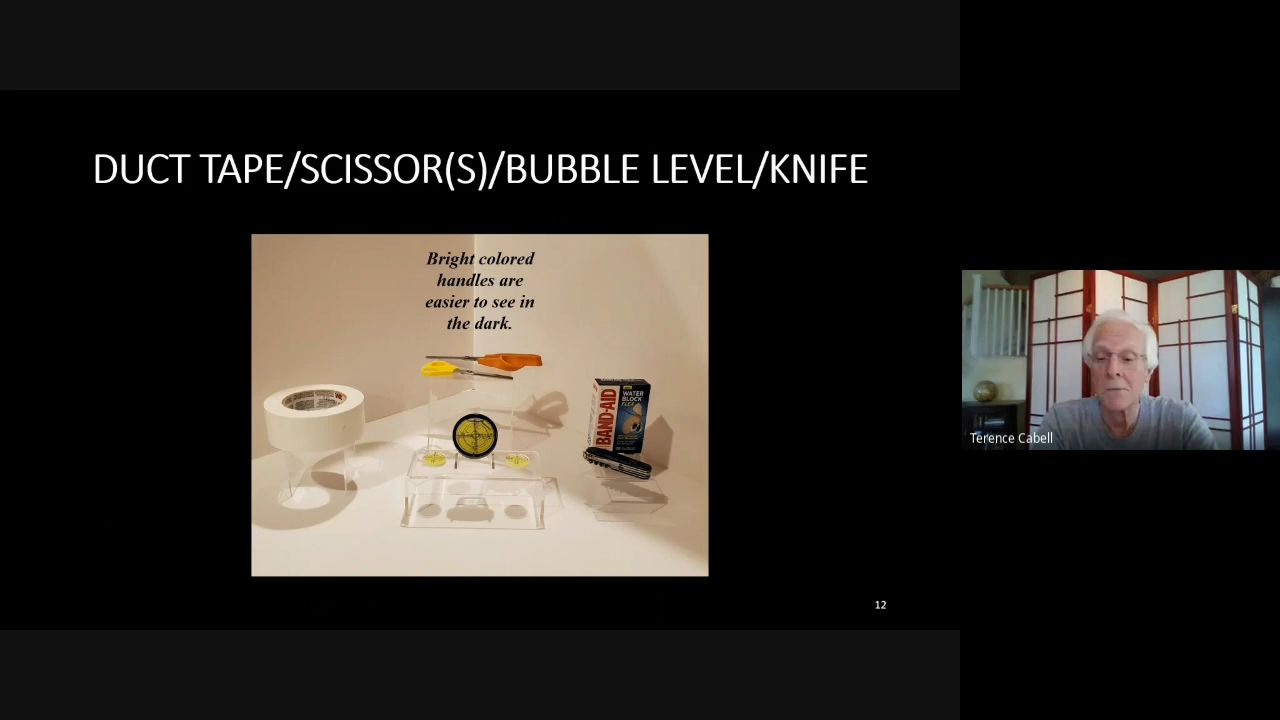 DUCT TAPE/SCISSOR(S)/BUBBLE LEVEL/KNIFE
Bright colored
handles are
easier to see in
the dark.
BAND-AID
WATER
BLOCK
FLEX
Terence Cabell
12